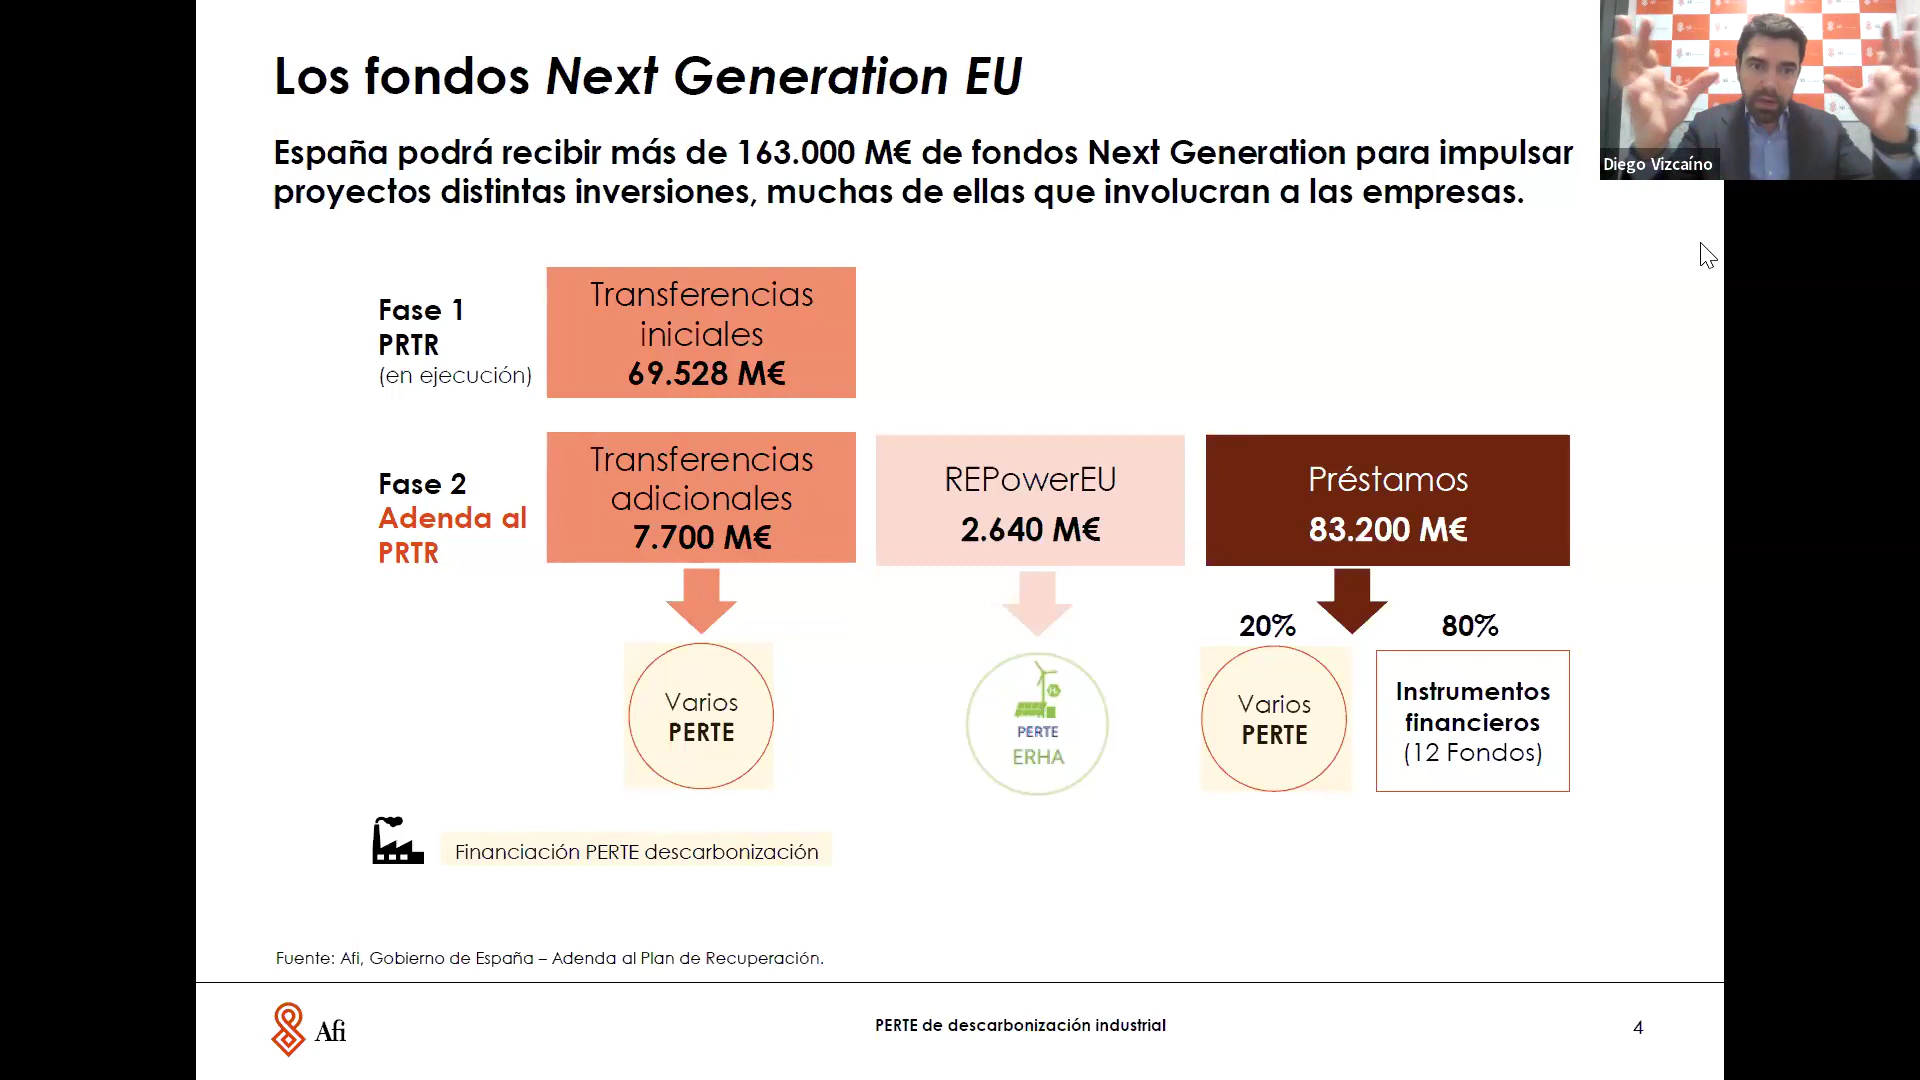 Los fondos Next Generation EU
España podrá recibir más de 163.000 M€ de fondos Next Generation para impulsar
proyectos distintas inversiones, muchas de ellas que involucran a las empresas.
Diego Vizcaíno
Fase 1
PRTR
(en ejecución)
Transferencias
iniciales
69.528 M€
Fase 2
Adenda al
PRTR
Transferencias
adicionales
7.700 M€
REPowerEU
2.640 M€
Préstamos
83.200 M€
20%
80%
Varios
PERTE
PERTE
ERHA
Varios
PERTE
Instrumentos
financieros
(12 Fondos)
Financiación PERTE descarbonización
Fuente: Afi, Gobierno de España – Adenda al Plan de Recuperación.
Afi
PERTE de descarbonización industrial
4